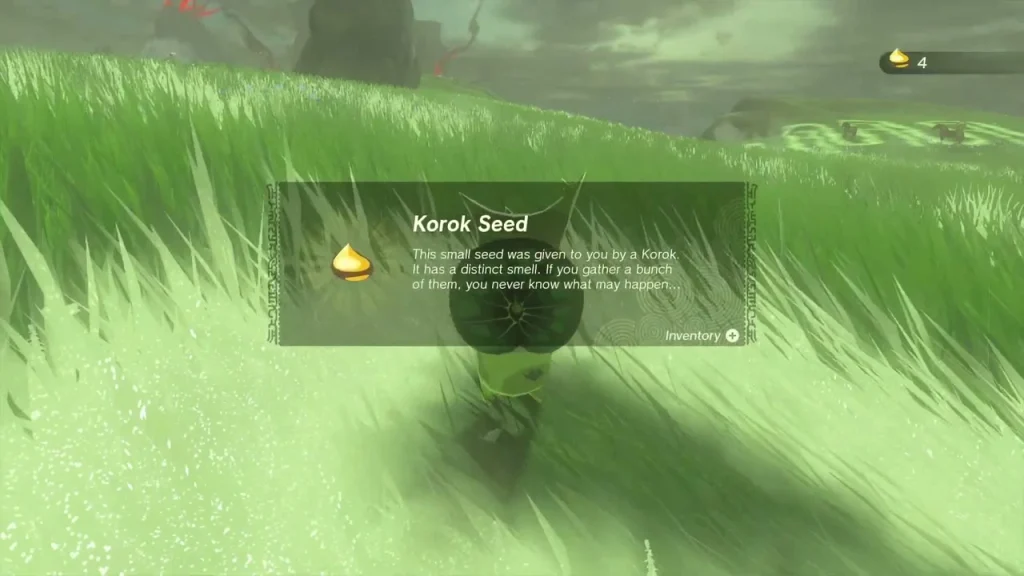 4
Korok Seed
This small seed was given to you by a Korok.
It has a distinct smell. If you gather a bunch
of them, you never know what may happen...
Inventory